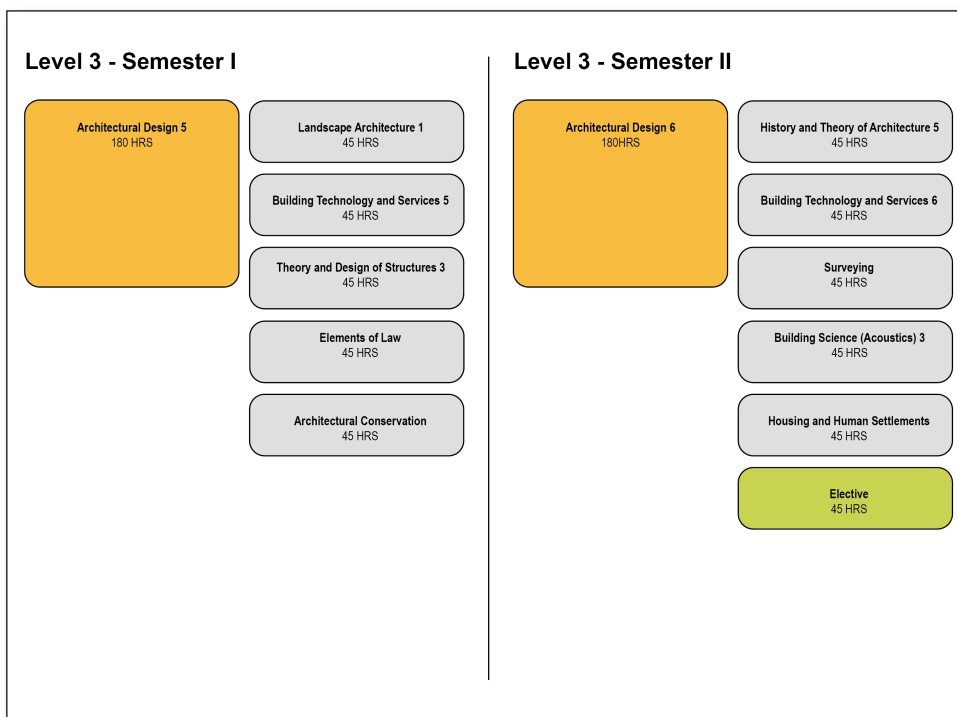 Level 3 - Semester I
Architectural Design 5
180 HRS
Landscape Architecture 1
45 HRS
Building Technology and Services 5
45 HRS
Theory and Design of Structures 3
45 HRS
Elements of Law
45 HRS
Architectural Conservation
45 HRS
Level 3 - Semester II
Architectural Design 6
180HRS
History and Theory of Architecture 5
45 HRS
Building Technology and Services 6
45 HRS
Surveying
45 HRS
Building Science (Acoustics) 3
45 HRS
Housing and Human Settlements
45 HRS
Elective
45 HRS